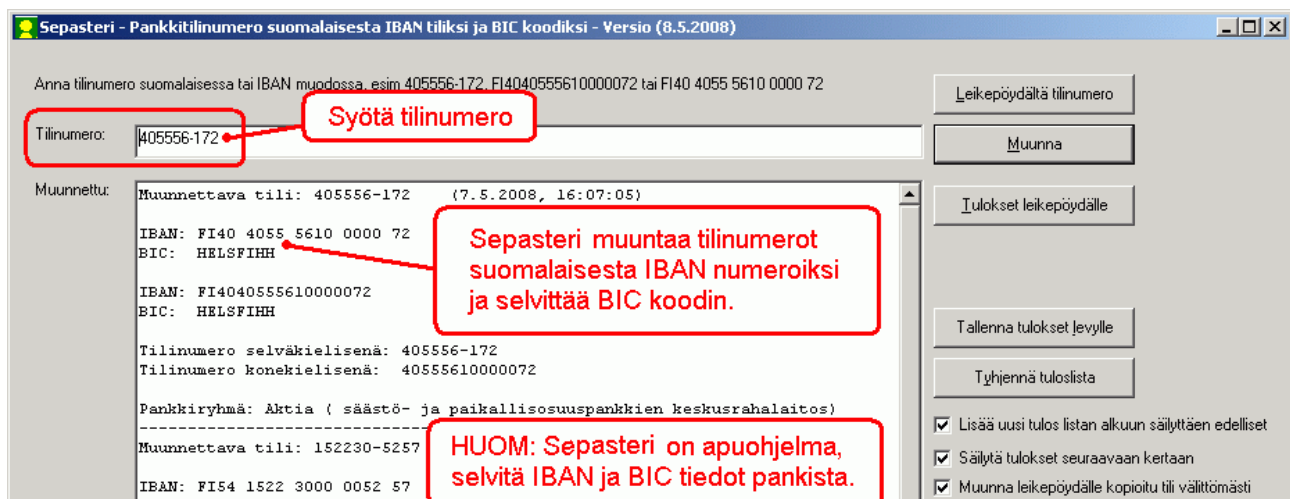 Sepasteri - Pankkitilinumero suomalaisesta IBAN tiliksi ja BIC koodiksi - Versio (8.5.2008)
Anna tilinumero suomalaisessa tai IBAN muodossa, esim 405556-172, FI4040555610000072 tai FI40 4055 5610 0000 72
Leikepöydältä tilinumero
Syötä tilinumero
Tilinumero:
405556-172
Muunna
Muunnettu:
Muunnettava tili: 405556-172 (7.5.2008, 16:07:05)
Tulokset leikepöydälle
IBAN: FI40 4055 5610 0000 72
BIC: HELSFIHH
Sepasteri muuntaa tilinumerot
suomalaisesta IBAN numeroiksi
ja selvittää BIC koodin.
IBAN: FI4040555610000072
BIC: HELSFIHH
Tallenna tulokset levylle
Tilinumero selväkielisenä: 405556-172
Tilinumero konekielisenä: 40555610000072
Tyhjennä tuloslista
Pankkiryhmä: Aktia ( säästö- ja paikallisosuuspankkien keskusrahalaitos)
Lisää uusi tulos listan alkuun säilyttäen edelliset
Muunnettava tili: 152230-5257
HUOM: Sepasteri on apuohjelma,
selvitä IBAN ja BIC tiedot pankista.
Säilytä tulokset seuraavaan kertaan
IBAN: FI54 1522 3000 0052 57
Muunna leikepöydälle kopioitu tili välittömästi